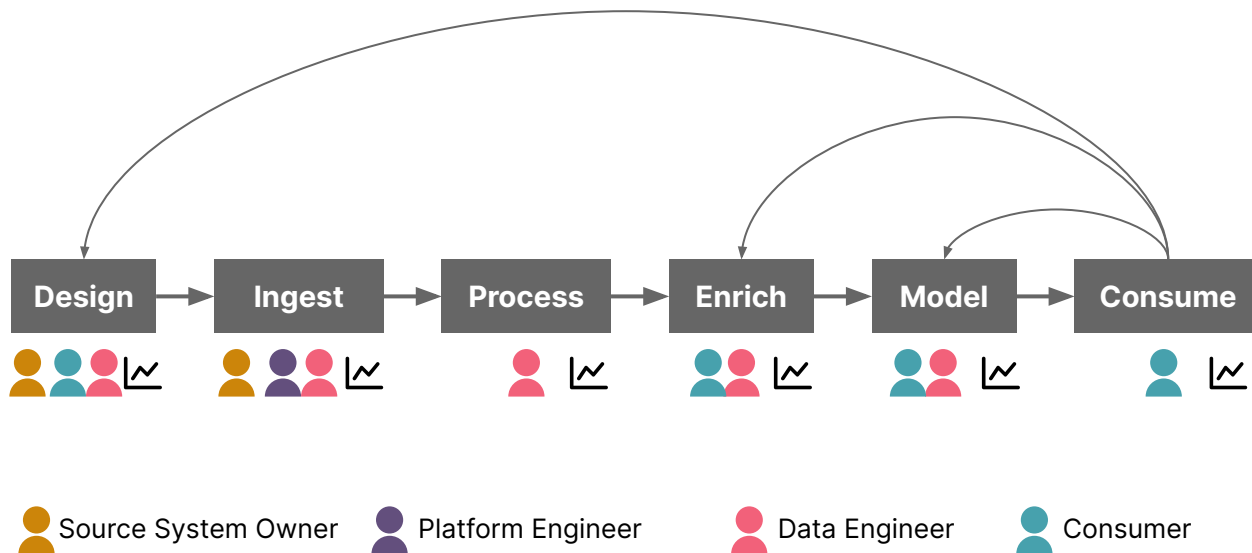 Design
Ingest
Process
Enrich
Model
Consume
Source System Owner
Platform Engineer
Data Engineer
Consumer